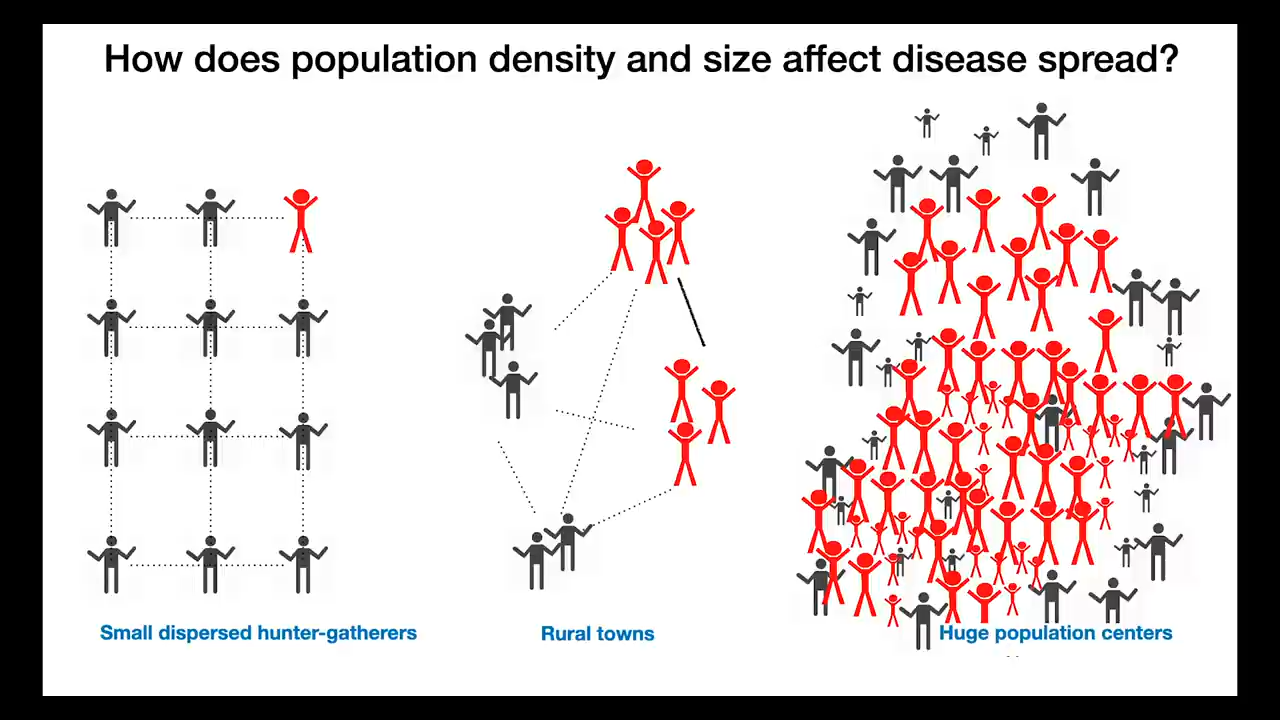 How does population density and size affect disease spread?
Small dispersed hunter-gatherers
Rural towns
Huge population centers